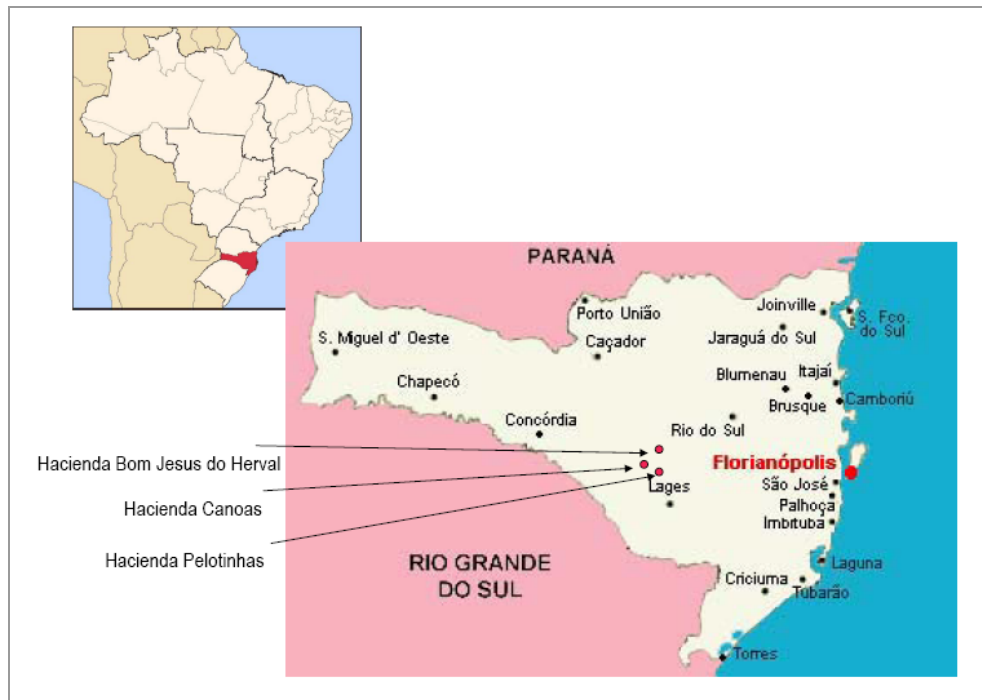 PARANÁ
Porto União
Joinville
S. Fco.
do Sul
S. Miguel d' Oeste
Caçador
Jaraguá do Sul
Chapecó
Blumenau
Itajaí
Brusque
Camboriú
Concórdia
Rio do Sul
Hacienda Bom Jesus do Herval
Florianópolis
Hacienda Canoas
Lages
São José
Palhoça
Imbituba
Hacienda Pelotinhas
RIO GRANDE
DO SUL
Laguna
Criciuma
Tubarão
Torres